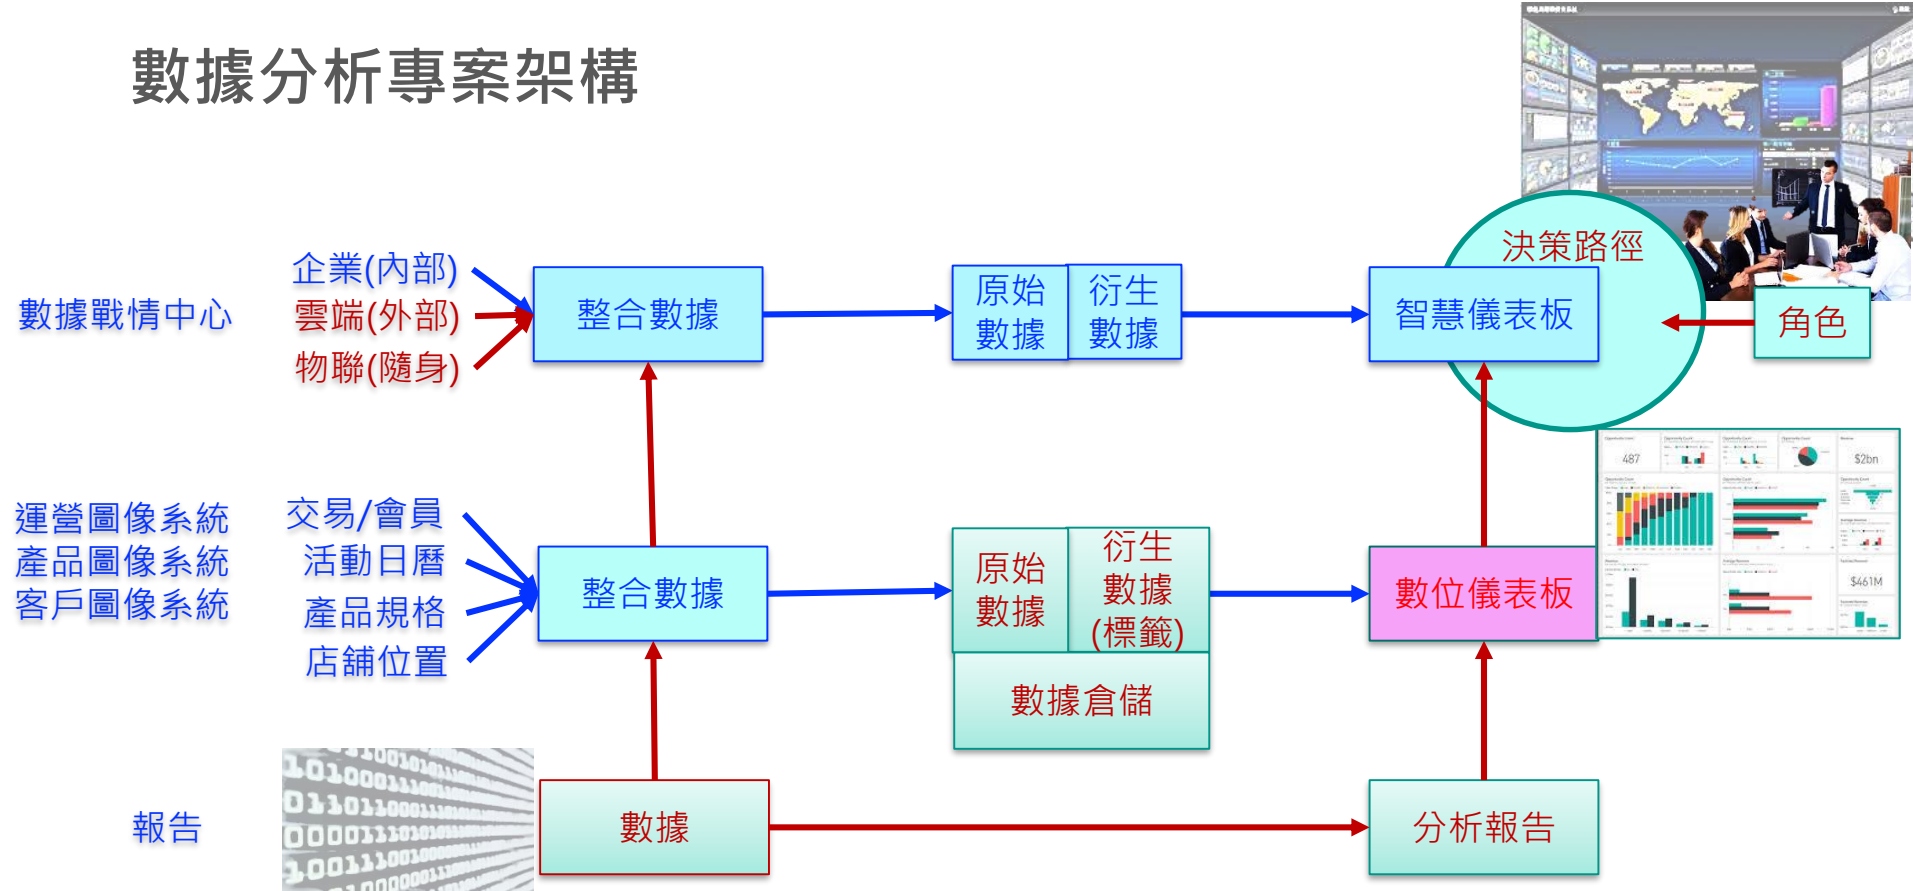 數據分析專案架構
決策路徑
數據戰情中心
企業(內部)
雲端(外部)
物聯(隨身)
整合數據
原始
數據
衍生
數據
智慧儀表板
角色
運營圖像系統
產品圖像系統
客戶圖像系統
交易/會員
活動日曆
產品規格
店舖位置
整合數據
原始
數據
衍生
數據
(標籤)
數據倉儲
數位儀表板
487
$2bn
$461M
報告
數據
分析報告